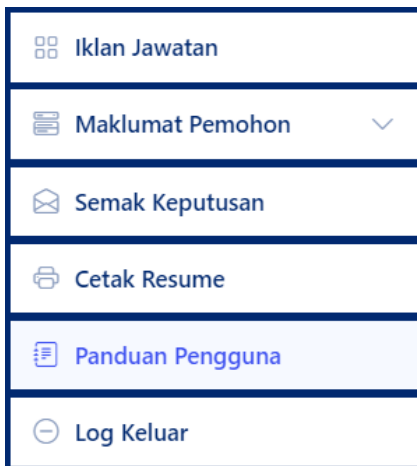 Iklan Jawatan
Maklumat Pemohon
Semak Keputusan
Cetak Resume
Panduan Pengguna
Log Keluar